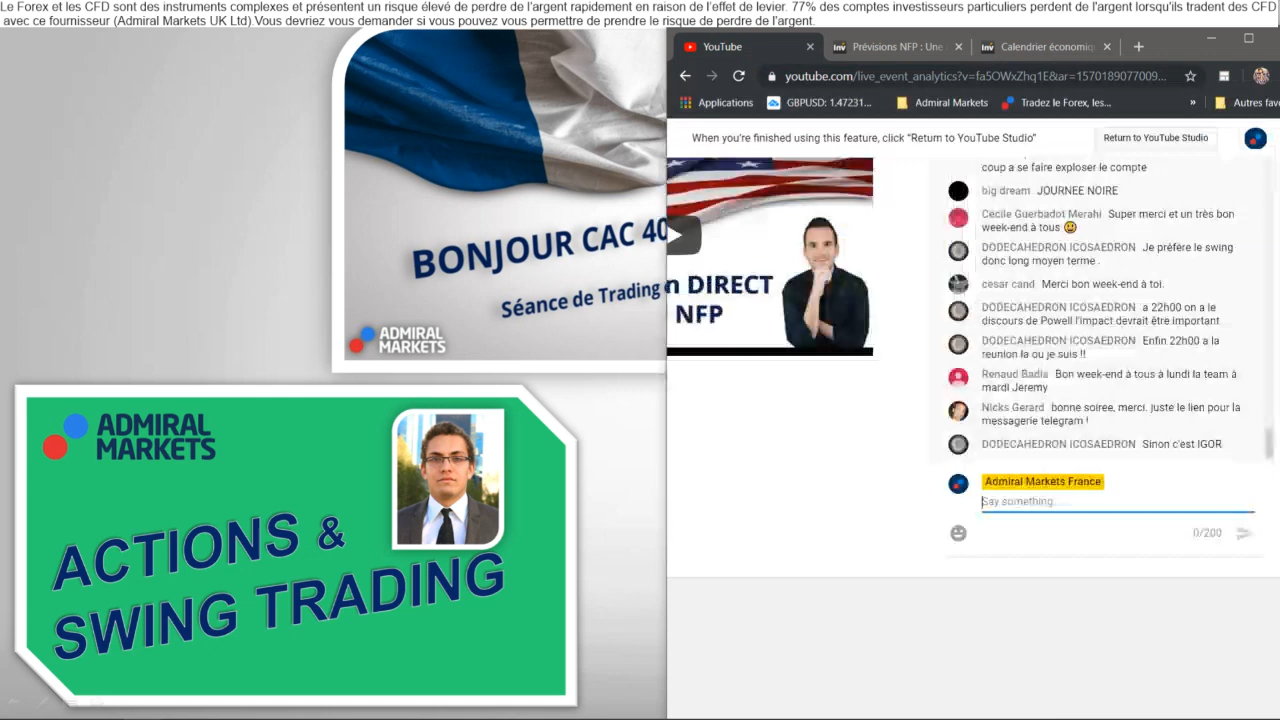 Le Forex et les CFD sont des instruments complexes et présentent un risque élevé de perdre de l'argent rapidement en raison de l'effet de levier. 77% des comptes investisseurs particuliers perdent de l'argent lorsqu'ils tradent des CFD
avec ce fournisseur (Admiral Markets UK Ltd).Vous devriez vous demander si vous pouvez vous permettre de prendre le risque de perdre de l'argent.
BONJOUR CAC 40
Séance de Trading
ADMIRAL
MARKETS
ADMIRAL
MARKETS
ACTIONS &
SWING TRADING
YouTube
Inv Prévisions NFP : Une
Inv Calendrier économiq
youtube.com/live_event_analytics?v=fa5OWxZhq1E&ar=1570189077009...
Applications
GBPUSD: 1.47231...
Admiral Markets
Tradez le Forex, les...
»
Autres fav
When you're finished using this feature, click "Return to YouTube Studio"
Return to YouTube Studio
n DIRECT
NFP
coup a se faire exploser le compte
big dream JOURNEE NOIRE
Cécile Guerbadot Merahi Super merci et un très bon
week-end à tous
DODECAHEDRON ICOSAEDRON Je préfère le swing
donc long moyen terme .
cesar cand Merci bon week-end à toi.
DODECAHEDRON ICOSAEDRON a 22h00 on a le
discours de Powell l'impact devrait être important
DODECAHEDRON ICOSAEDRON Enfin 22h00 a la
reunion la ou je suis !!
Renaud Badia Bon week-end à tous à lundi la team à
mardi Jeremy
Nicks Gerard bonne soiree, merci. juste le lien pour la
messagerie telegram !
DODECAHEDRON ICOSAEDRON Sinon c'est IGOR
Admiral Markets France
Say something...
0/200